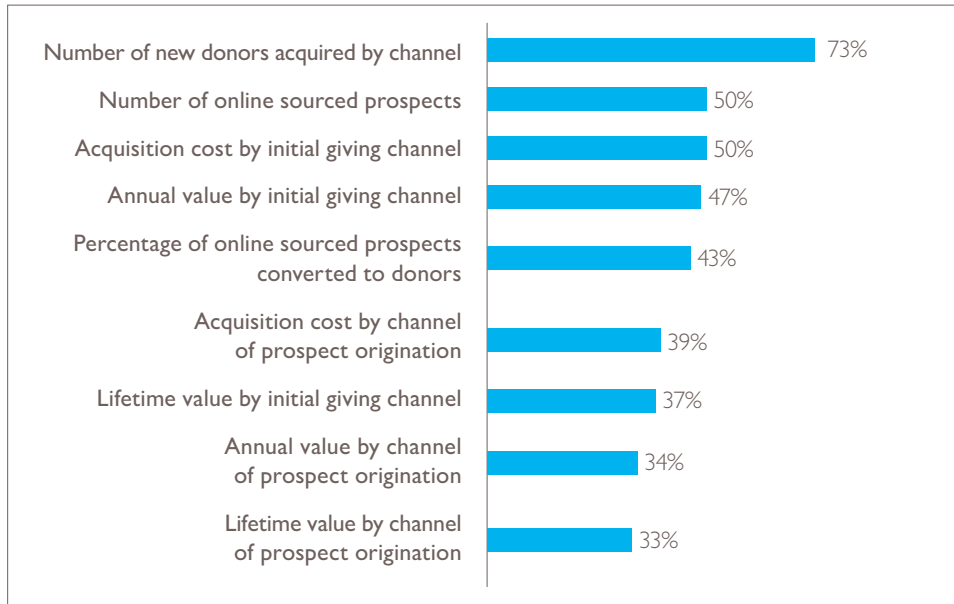 Number of new donors acquired by channel 73%
Number of online sourced prospects 50%
Acquisition cost by initial giving channel 50%
Annual value by initial giving channel 47%
Percentage of online sourced prospects
converted to donors 43%
Acquisition cost by channel
of prospect origination 39%
Lifetime value by initial giving channel 37%
Annual value by channel
of prospect origination 34%
Lifetime value by channel
of prospect origination 33%